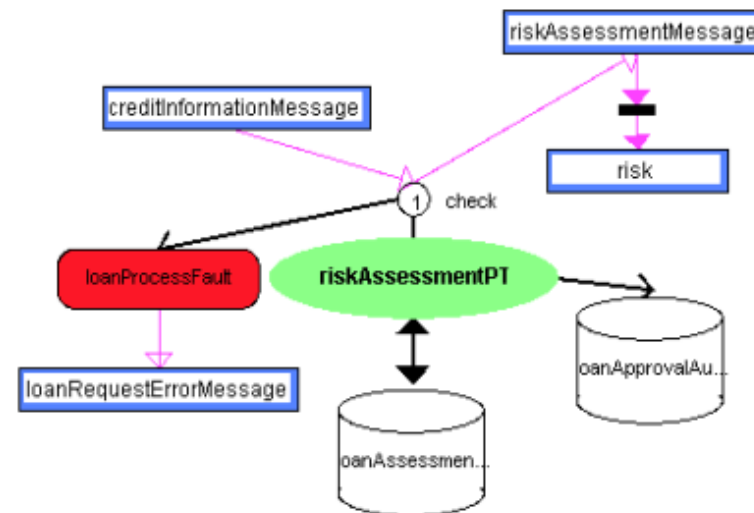 riskAssessmentMessage
creditInformationMessage
risk
1 check
loanProcessFault
riskAssessmentPT
oanApprovalAu...
loanRequestErrorMessage
oanAssessmen...